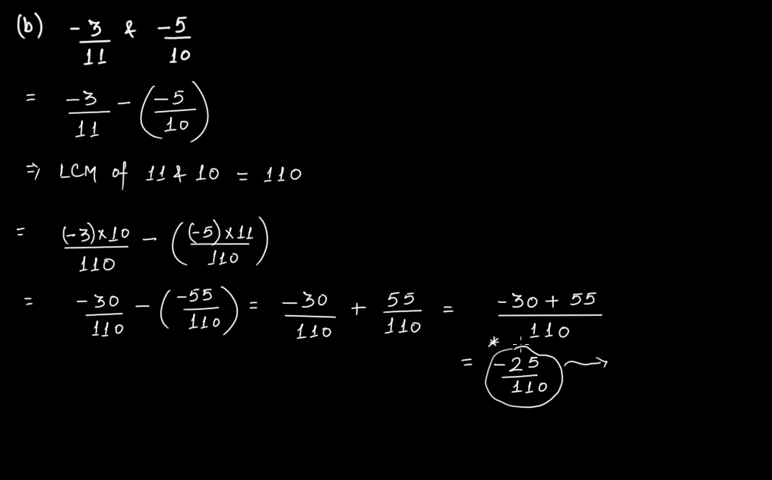 (b) -3/11 & -5/10
= -3/11 - (-5/10)
⇒ LCM of 11 & 10 = 110
= (-3)×10/110 - ((-5)×11/110)
= -30/110 - (-55/110) = -30/110 + 55/110 = -30 + 55/110
*
= -25/110 →